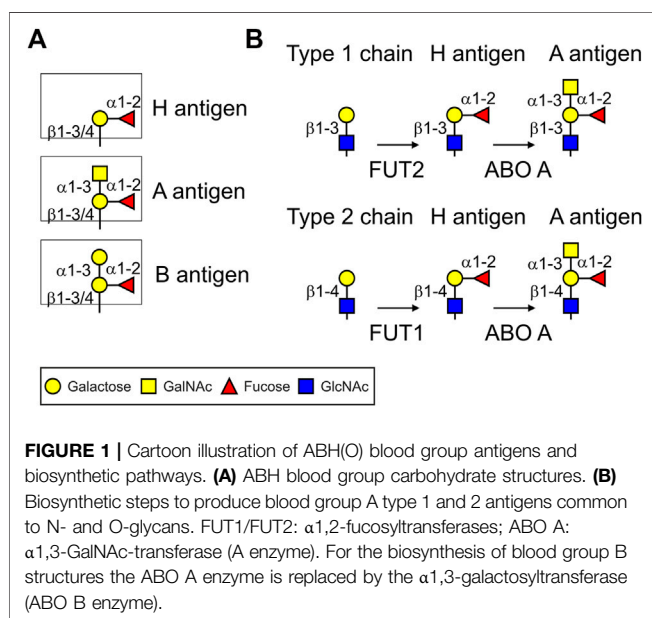 A
α1-2
β1-3/4
H antigen
α1-3
α1-2
β1-3/4
A antigen
α1-3
α1-2
β1-3/4
B antigen
B
Type 1 chain H antigen A antigen
β1-3
FUT2
α1-2
β1-3
ABO A
α1-3
α1-2
β1-3
Type 2 chain H antigen A antigen
β1-4
FUT1
α1-2
β1-4
ABO A
α1-3
α1-2
β1-4
Galactose GalNAc Fucose GlcNAc
FIGURE 1 | Cartoon illustration of ABH(O) blood group antigens and
biosynthetic pathways. (A) ABH blood group carbohydrate structures. (B)
Biosynthetic steps to produce blood group A type 1 and 2 antigens common
to N- and O-glycans. FUT1/FUT2: α1,2-fucosyltransferases; ABO A:
α1,3-GalNAc-transferase (A enzyme). For the biosynthesis of blood group B
structures the ABO A enzyme is replaced by the α1,3-galactosyltransferase
(ABO B enzyme).